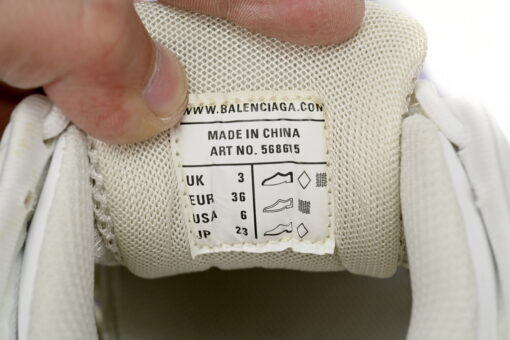 WWW.BALENCIAGA.COM
MADE IN CHINA
ART NO. 568615
UK 3
EUR 36
USA 6
JP 23